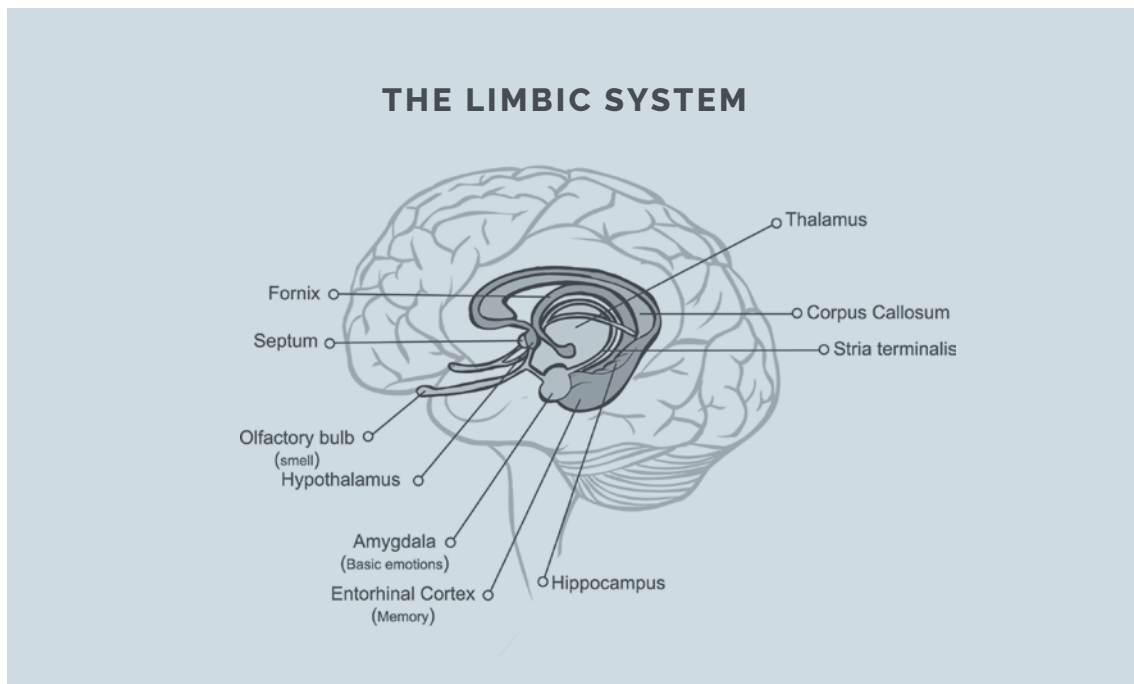 THE LIMBIC SYSTEM
Thalamus
Fornix
Corpus Callosum
Septum
Stria terminalis
Olfactory bulb
(smell)
Hypothalamus
Amygdala
(Basic emotions)
Hippocampus
Entorhinal Cortex
(Memory)